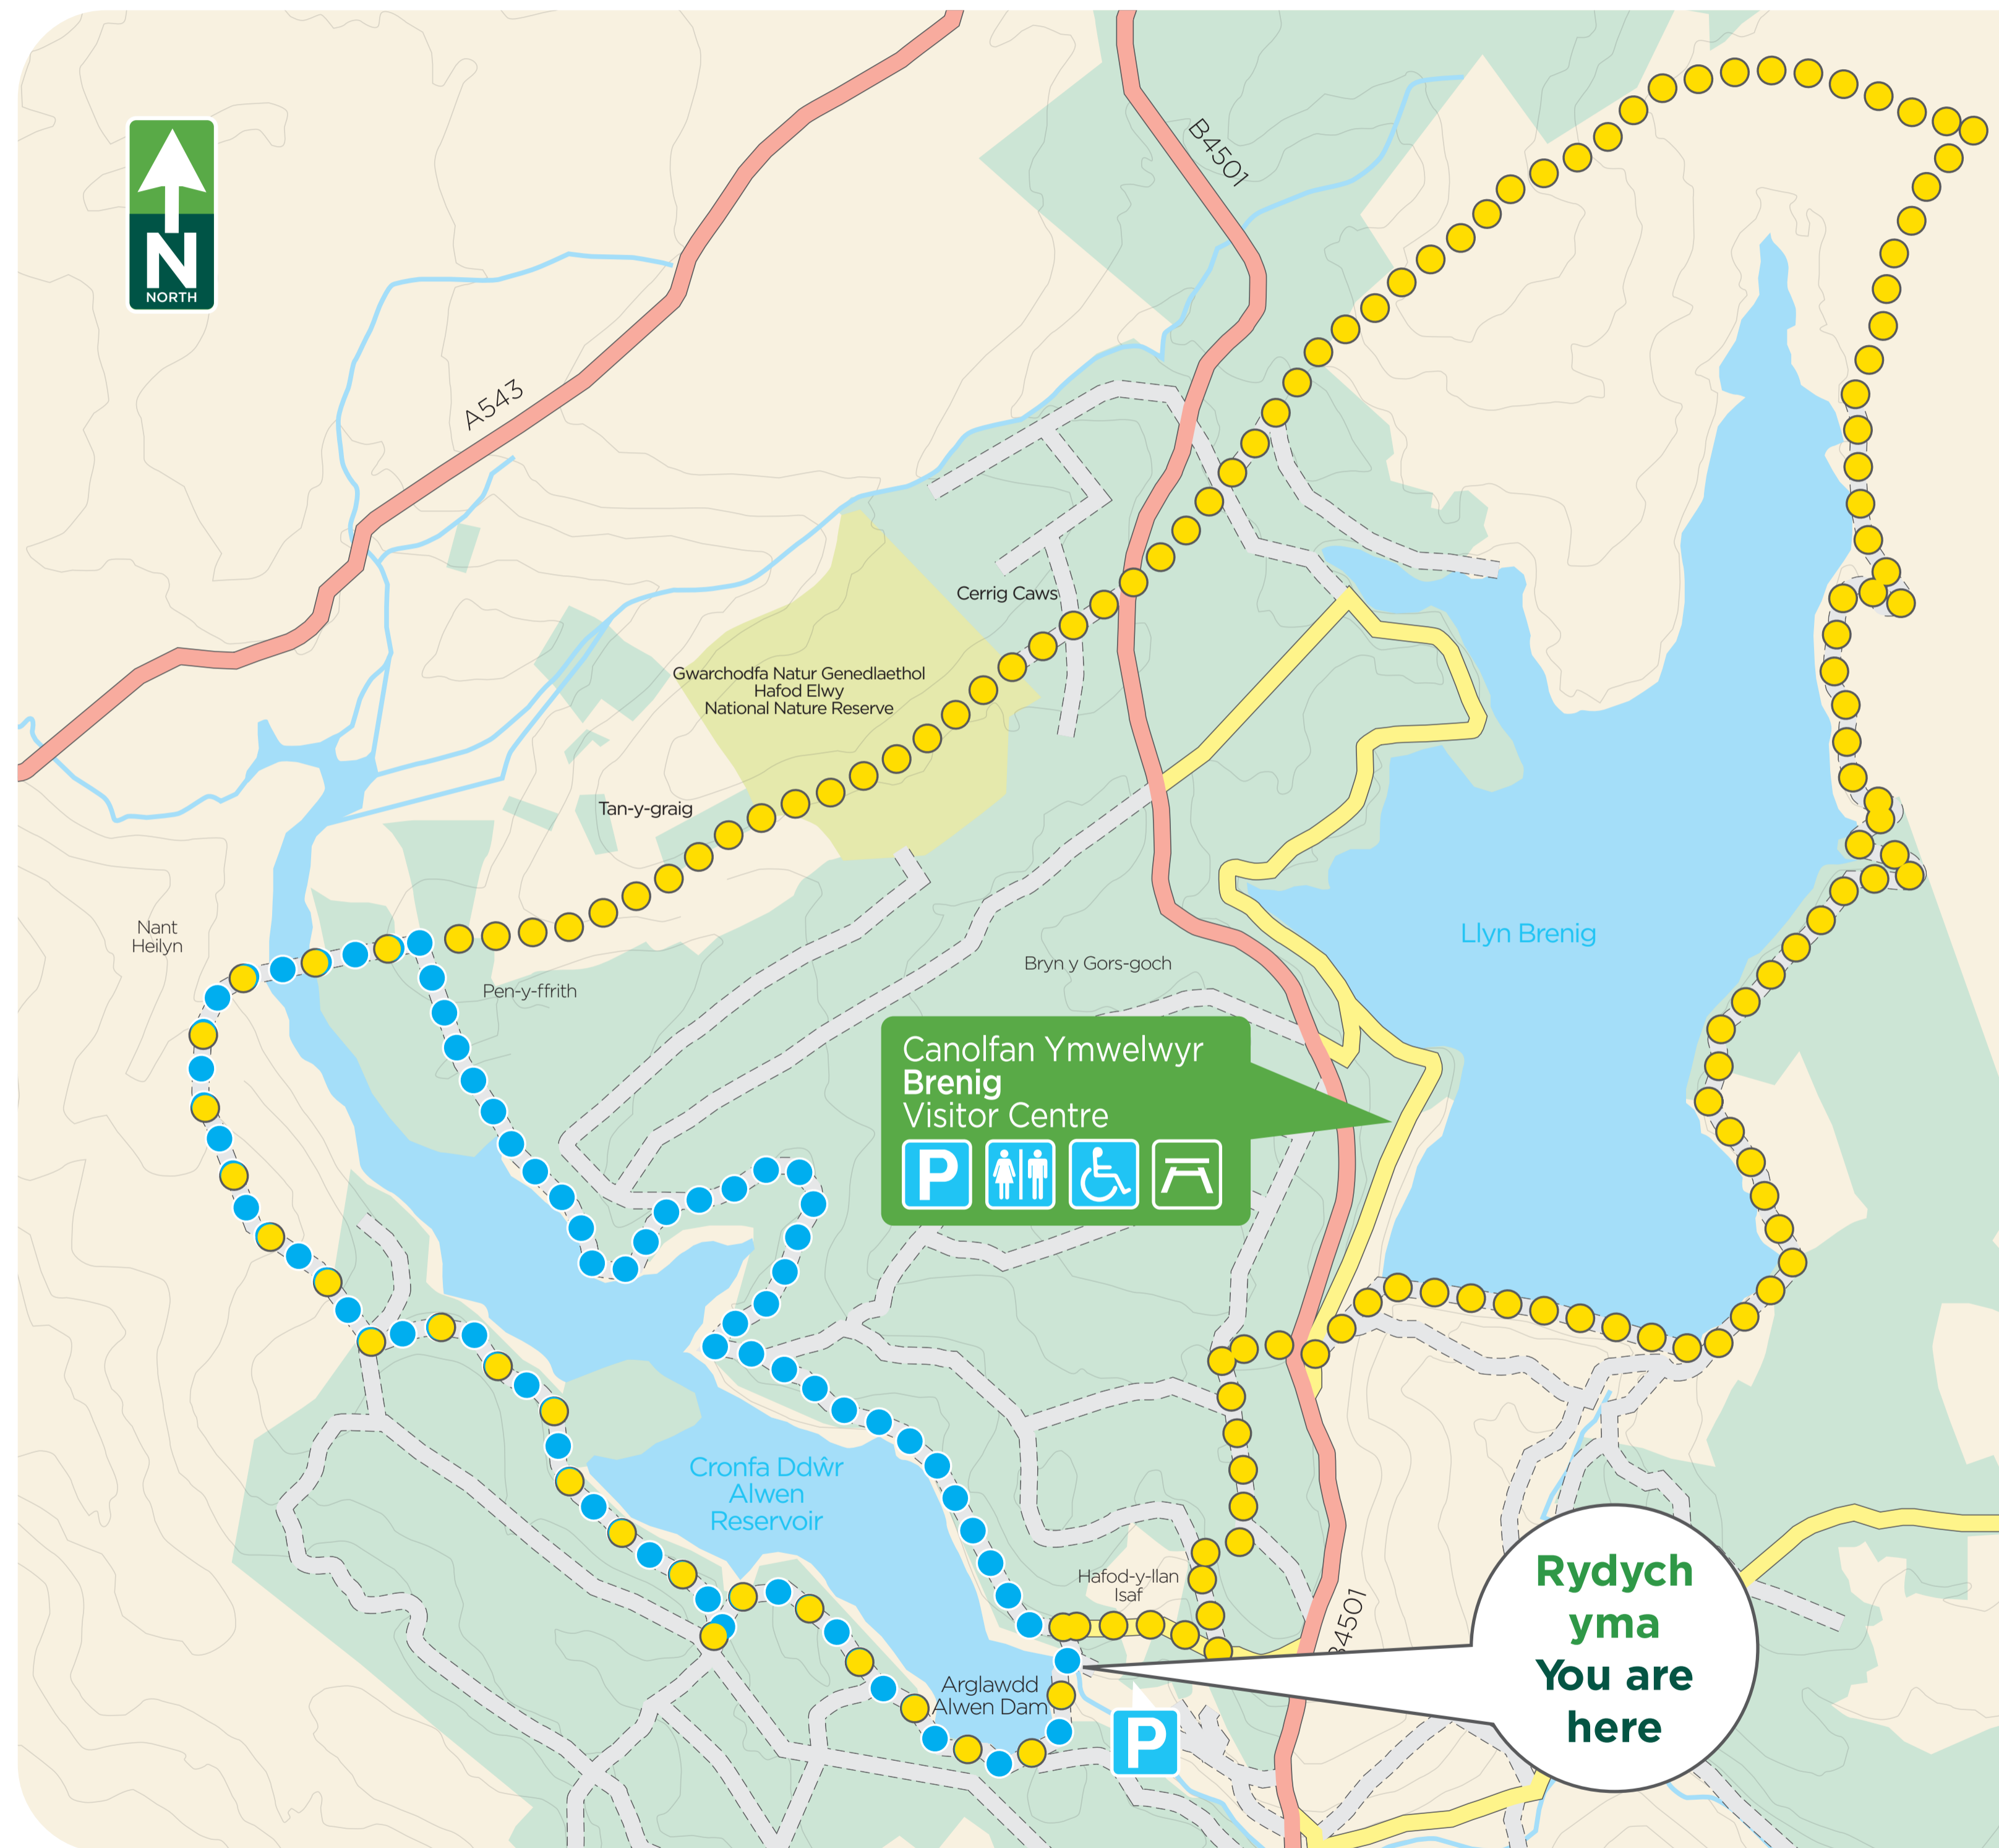 B4501
N
NORTH
A543
Cerrig Caws
Gwarchodfa Natur Genedlaethol
Hafod Elwy
National Nature Reserve
Tan-y-graig
Nant
Heilyn
Llyn Brenig
Bryn y Gors-goch
Pen-y-ffrith
Canolfan Ymwelwyr
Brenig
Visitor Centre
P
Cronfa Ddŵr
Alwen
Reservoir
Hafod-y-llan
Isaf
B4501
Rydych
yma
You are
here
Arglawdd
Alwen Dam
P